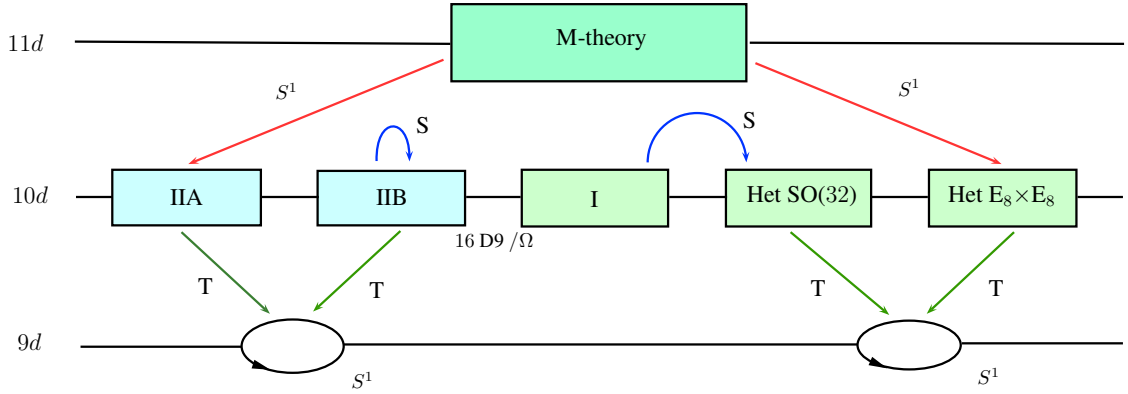 11d
M-theory
S¹
S¹
S
S
10d
IIA
IIB
I
Het SO(32)
Het E₈×E₈
16 D9 /Ω
T
T
T
T
9d
S¹
S¹